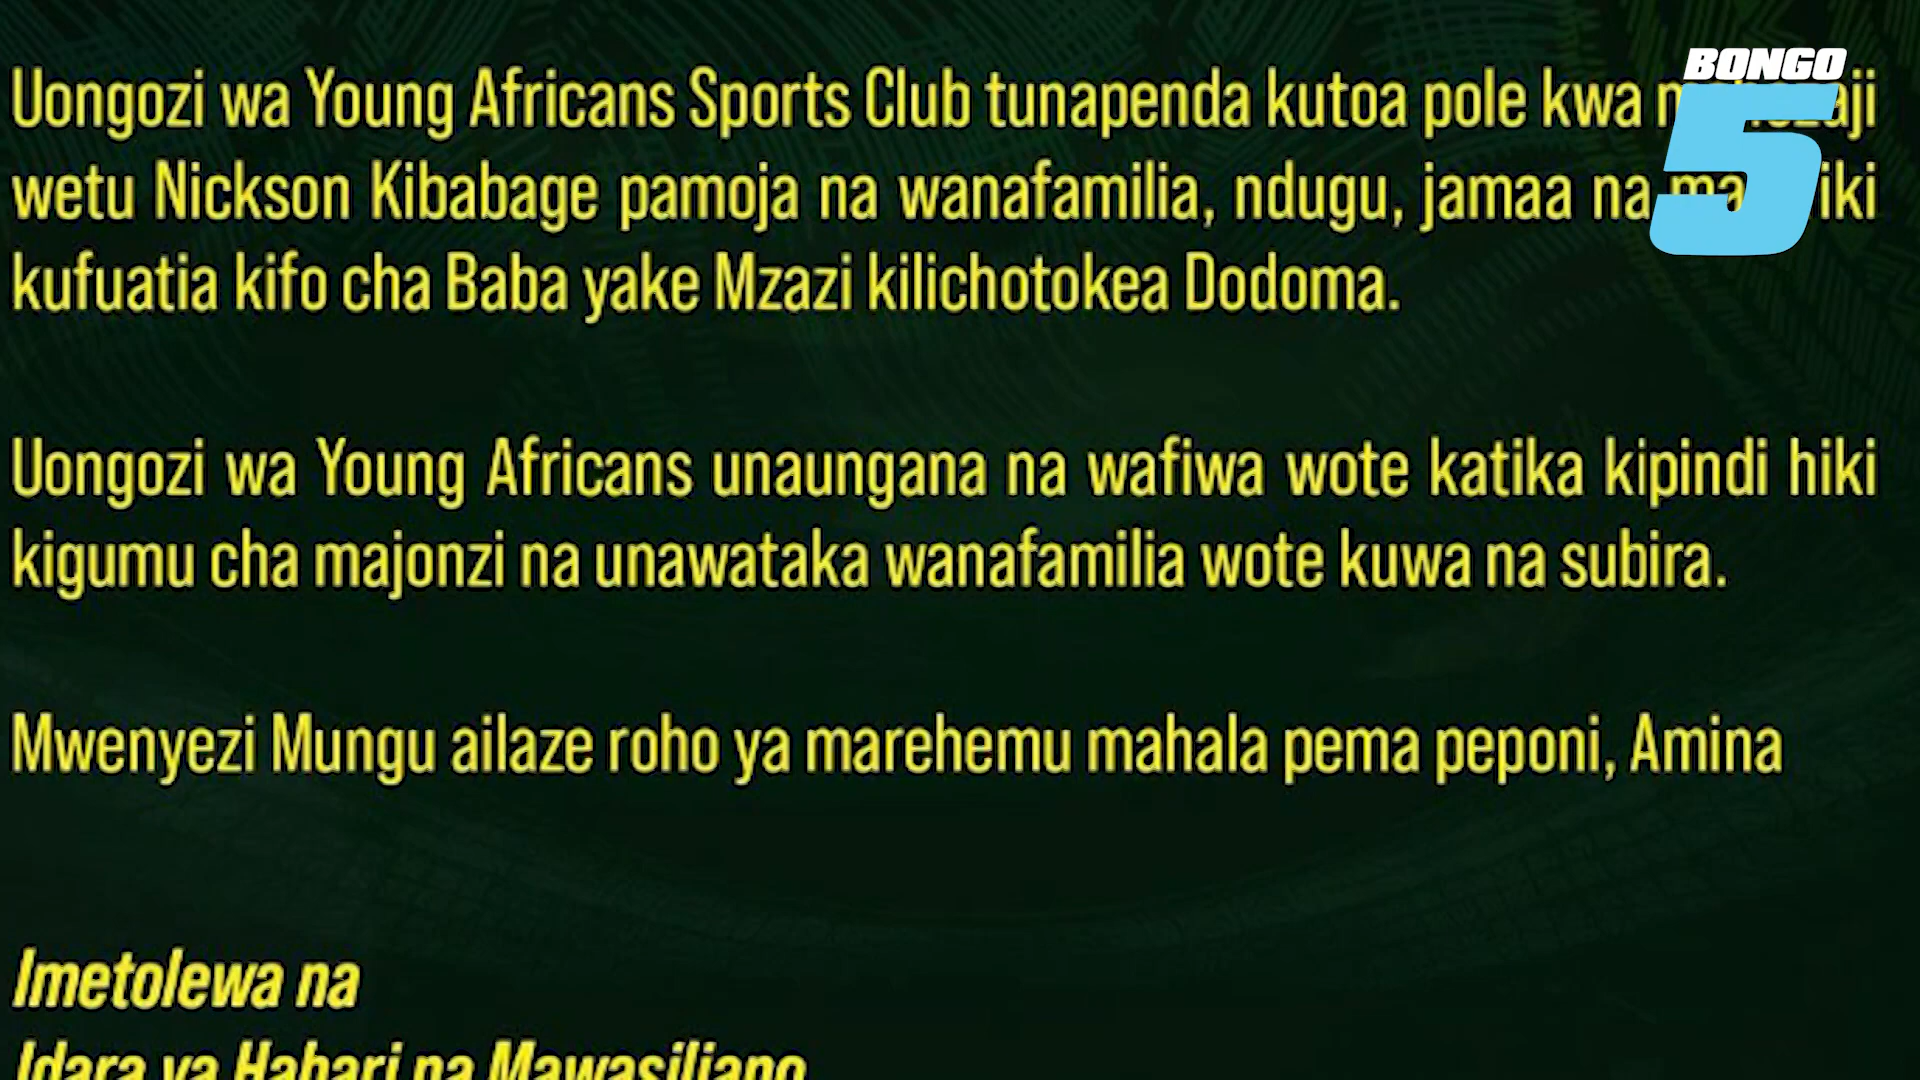 BONGO
5
Uongozi wa Young Africans Sports Club tunapenda kutoa pole kwa
wetu Nickson Kibabage pamoja na wanafamilia, ndugu, jamaa na
kufuatia kifo cha Baba yake Mzazi kilichotokea Dodoma.
Uongozi wa Young Africans unaungana na wafiwa wote katika kipindi hiki
kigumu cha majonzi na unawataka wanafamilia wote kuwa na subira.
Mwenyezi Mungu ailaze roho ya marehemu mahala pema peponi, Amina
Imetolewa na
Idara ya Habari na Mawasiliano